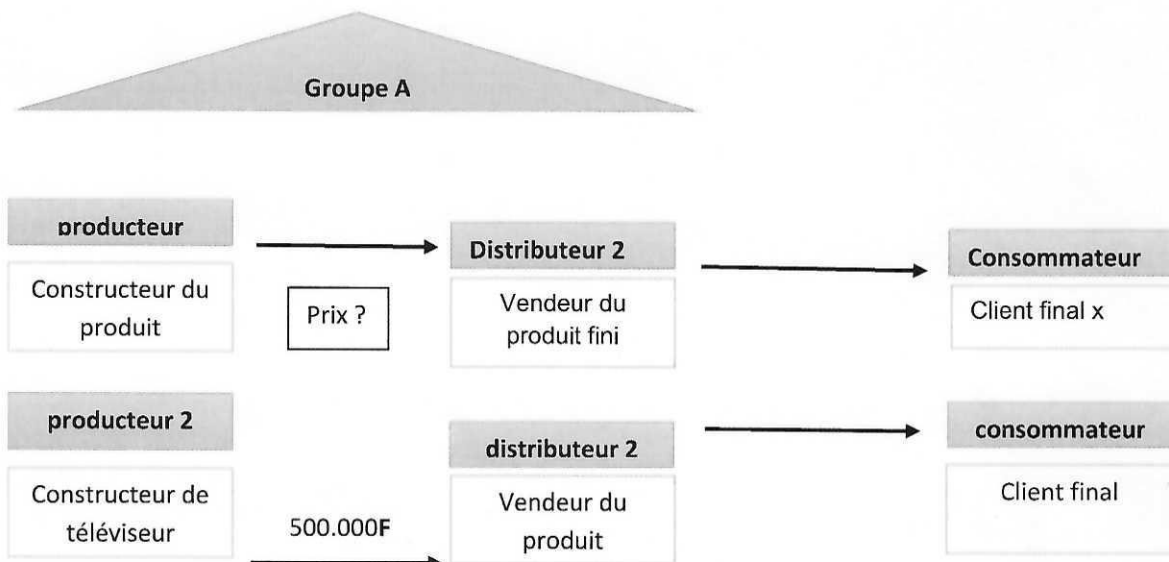 Groupe A
producteur
Distributeur 2
Consommateur
Constructeur du
produit
Prix ?
Vendeur du
produit fini
Client final x
producteur 2
distributeur 2
consommateur
Constructeur de
téléviseur
500.000F
Vendeur du
produit
Client final